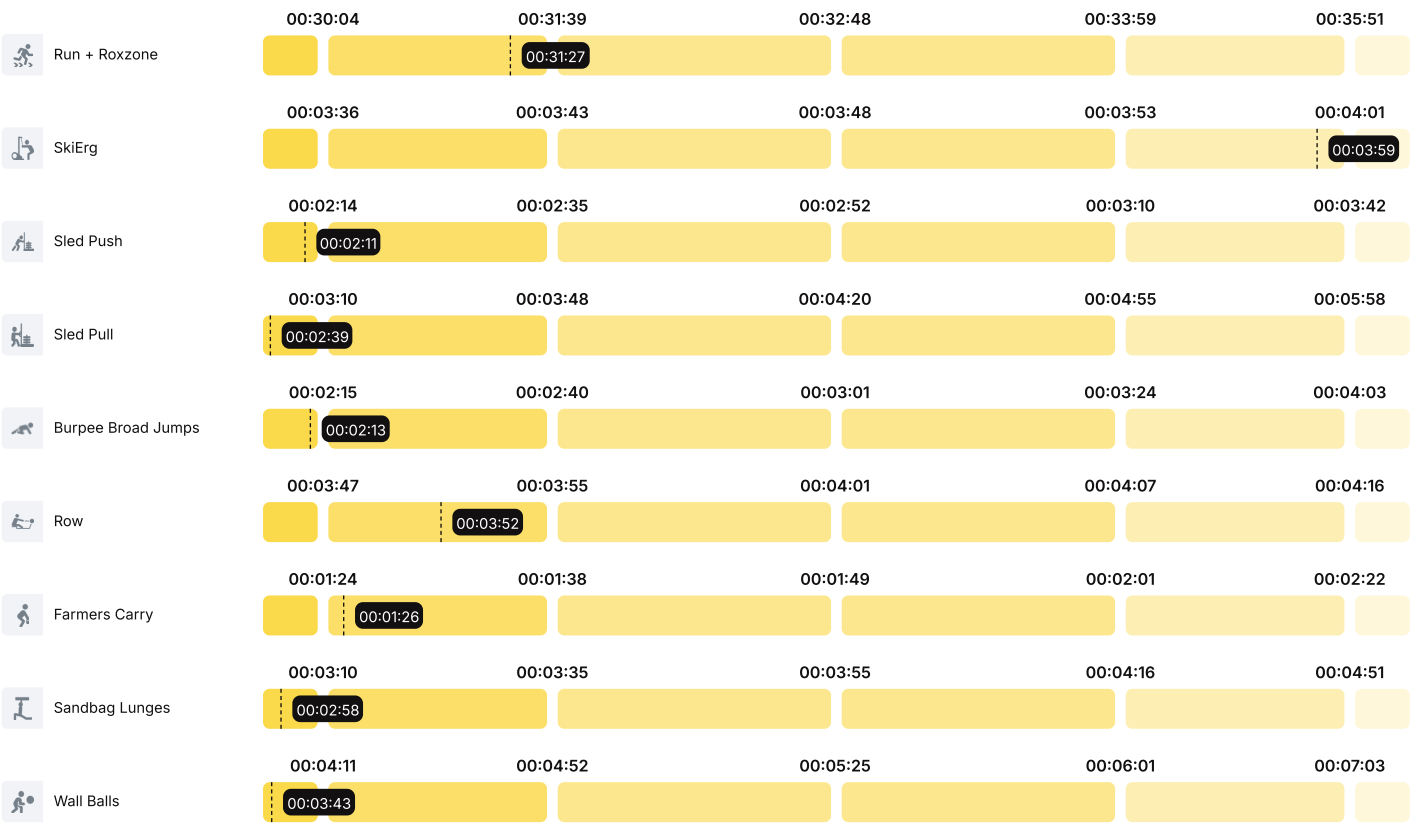 00:30:04 00:31:39 00:32:48 00:33:59 00:35:51
Run + Roxzone 00:31:27
00:03:36 00:03:43 00:03:48 00:03:53 00:04:01
SkiErg 00:03:59
00:02:14 00:02:35 00:02:52 00:03:10 00:03:42
Sled Push 00:02:11
00:03:10 00:03:48 00:04:20 00:04:55 00:05:58
Sled Pull 00:02:39
00:02:15 00:02:40 00:03:01 00:03:24 00:04:03
Burpee Broad Jumps 00:02:13
00:03:47 00:03:55 00:04:01 00:04:07 00:04:16
Row 00:03:52
00:01:24 00:01:38 00:01:49 00:02:01 00:02:22
Farmers Carry 00:01:26
00:03:10 00:03:35 00:03:55 00:04:16 00:04:51
Sandbag Lunges 00:02:58
00:04:11 00:04:52 00:05:25 00:06:01 00:07:03
Wall Balls 00:03:43